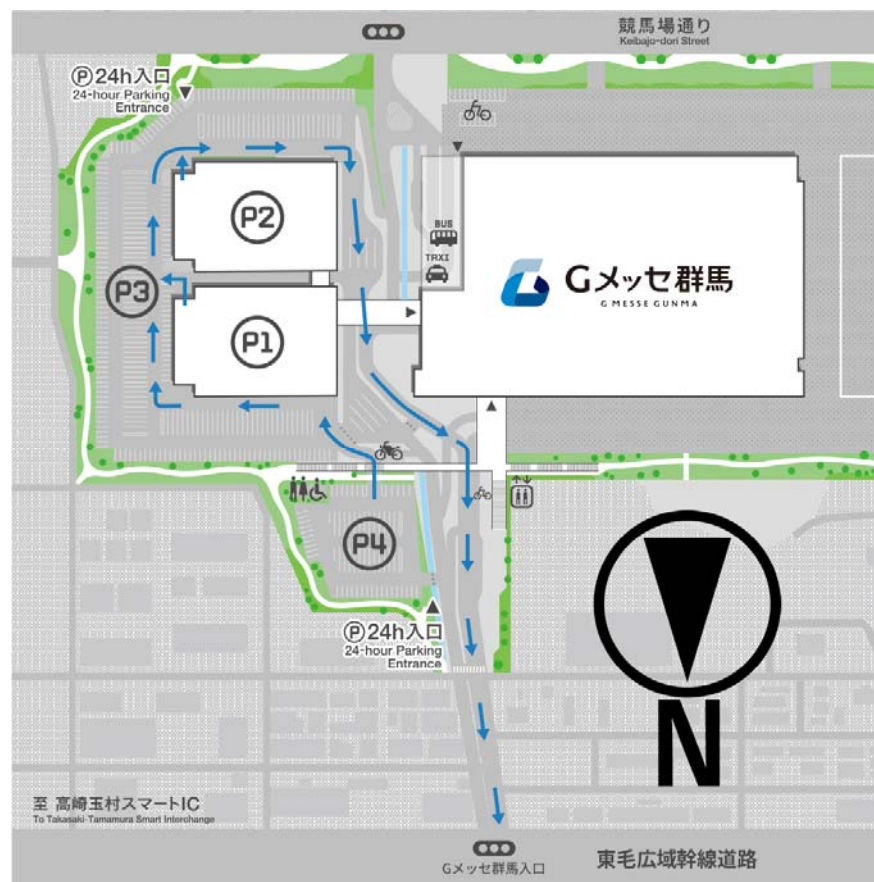 競馬場通り
Keibajo-dori Street
Ⓟ24h入口
24-hour Parking
Entrance
P2
BUS
TAXI
Gメッセ群馬
G MESSE GUNMA
P3
P1
P4
Ⓟ24h入口
24-hour Parking
Entrance
N
至 高崎玉村スマートIC
To Takasaki-Tamamura Smart Interchange
Gメッセ群馬入口
東毛広域幹線道路